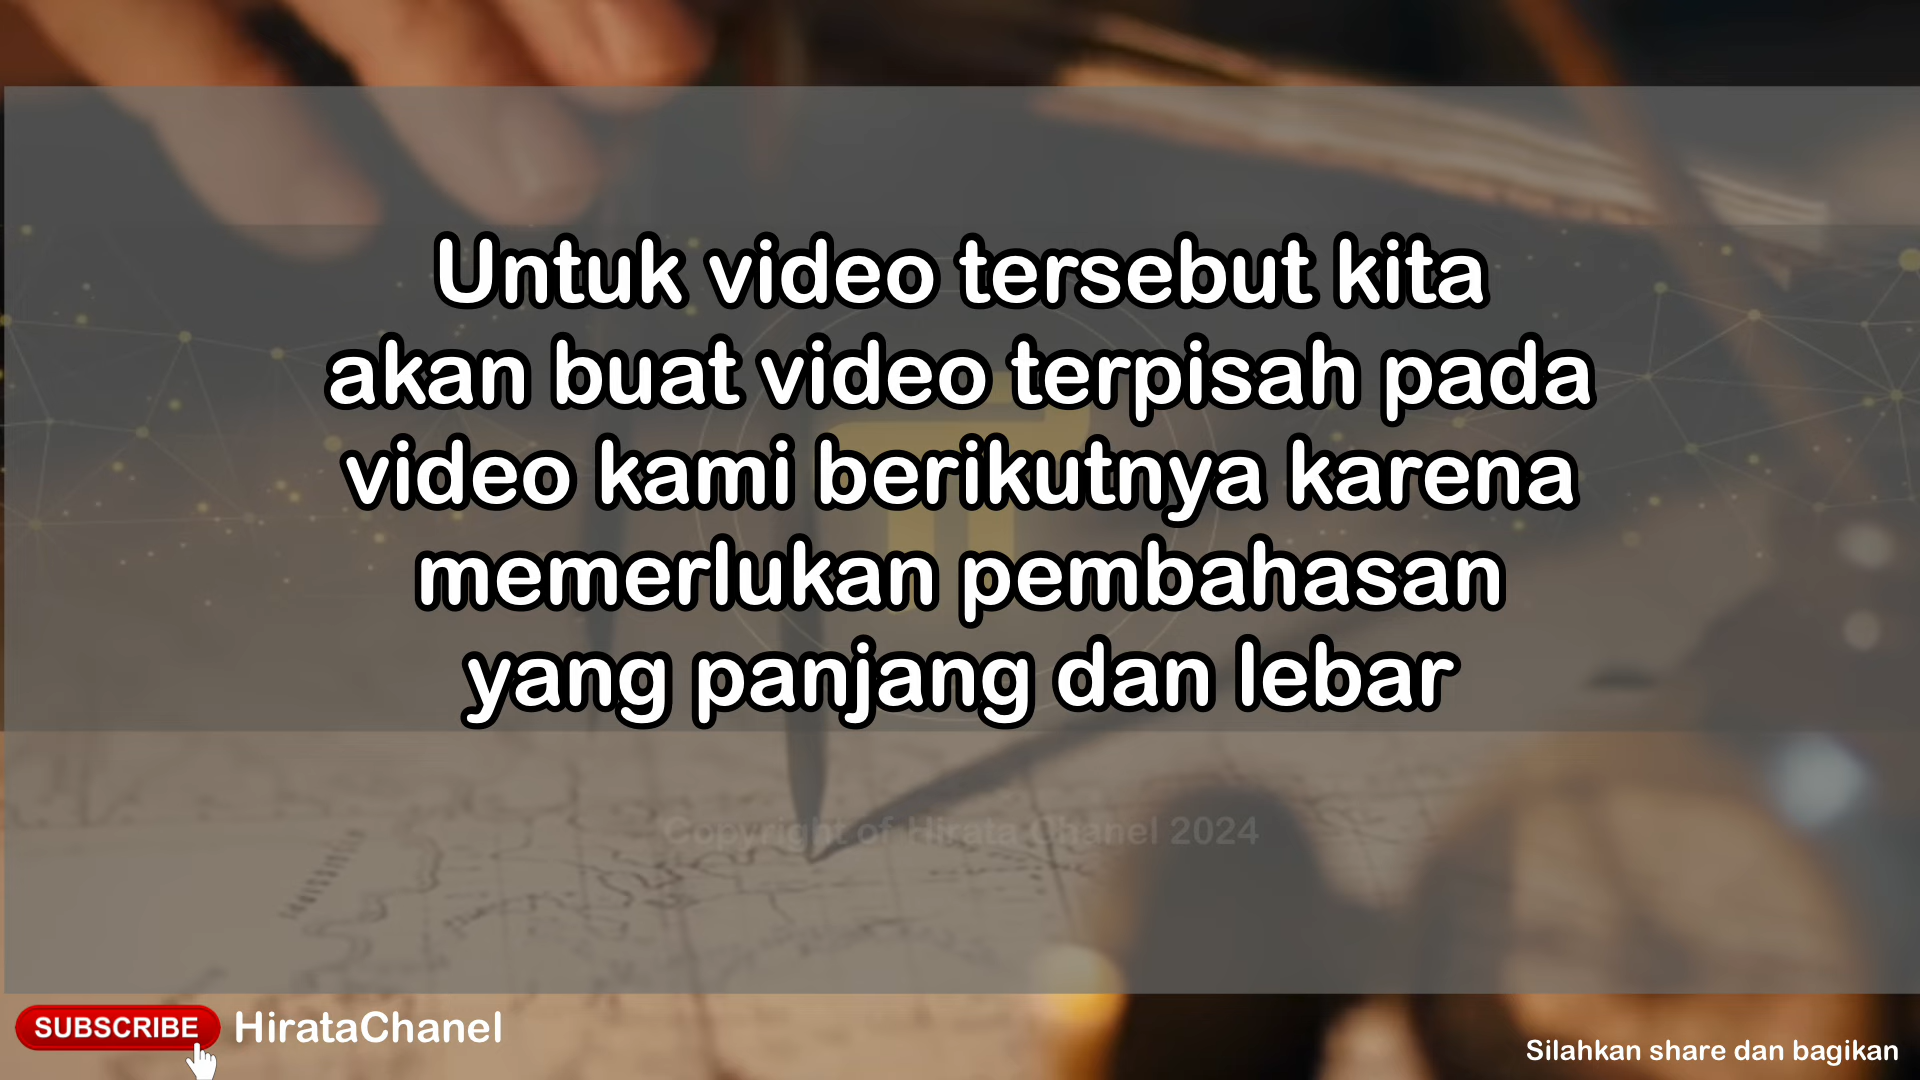 Untuk video tersebut kita
akan buat video terpisah pada
video kami berikutnya karena
memerlukan pembahasan
yang panjang dan lebar
Copyright of Hirata Chanel 2024
SUBSCRIBE HirataChanel
Silahkan share dan bagikan